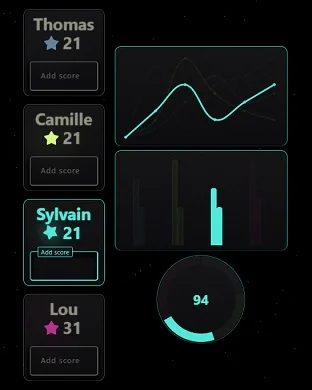 Thomas
21
Add score
Camille
21
Add score
Sylvain
21
Add score
Lou
31
Add score
94